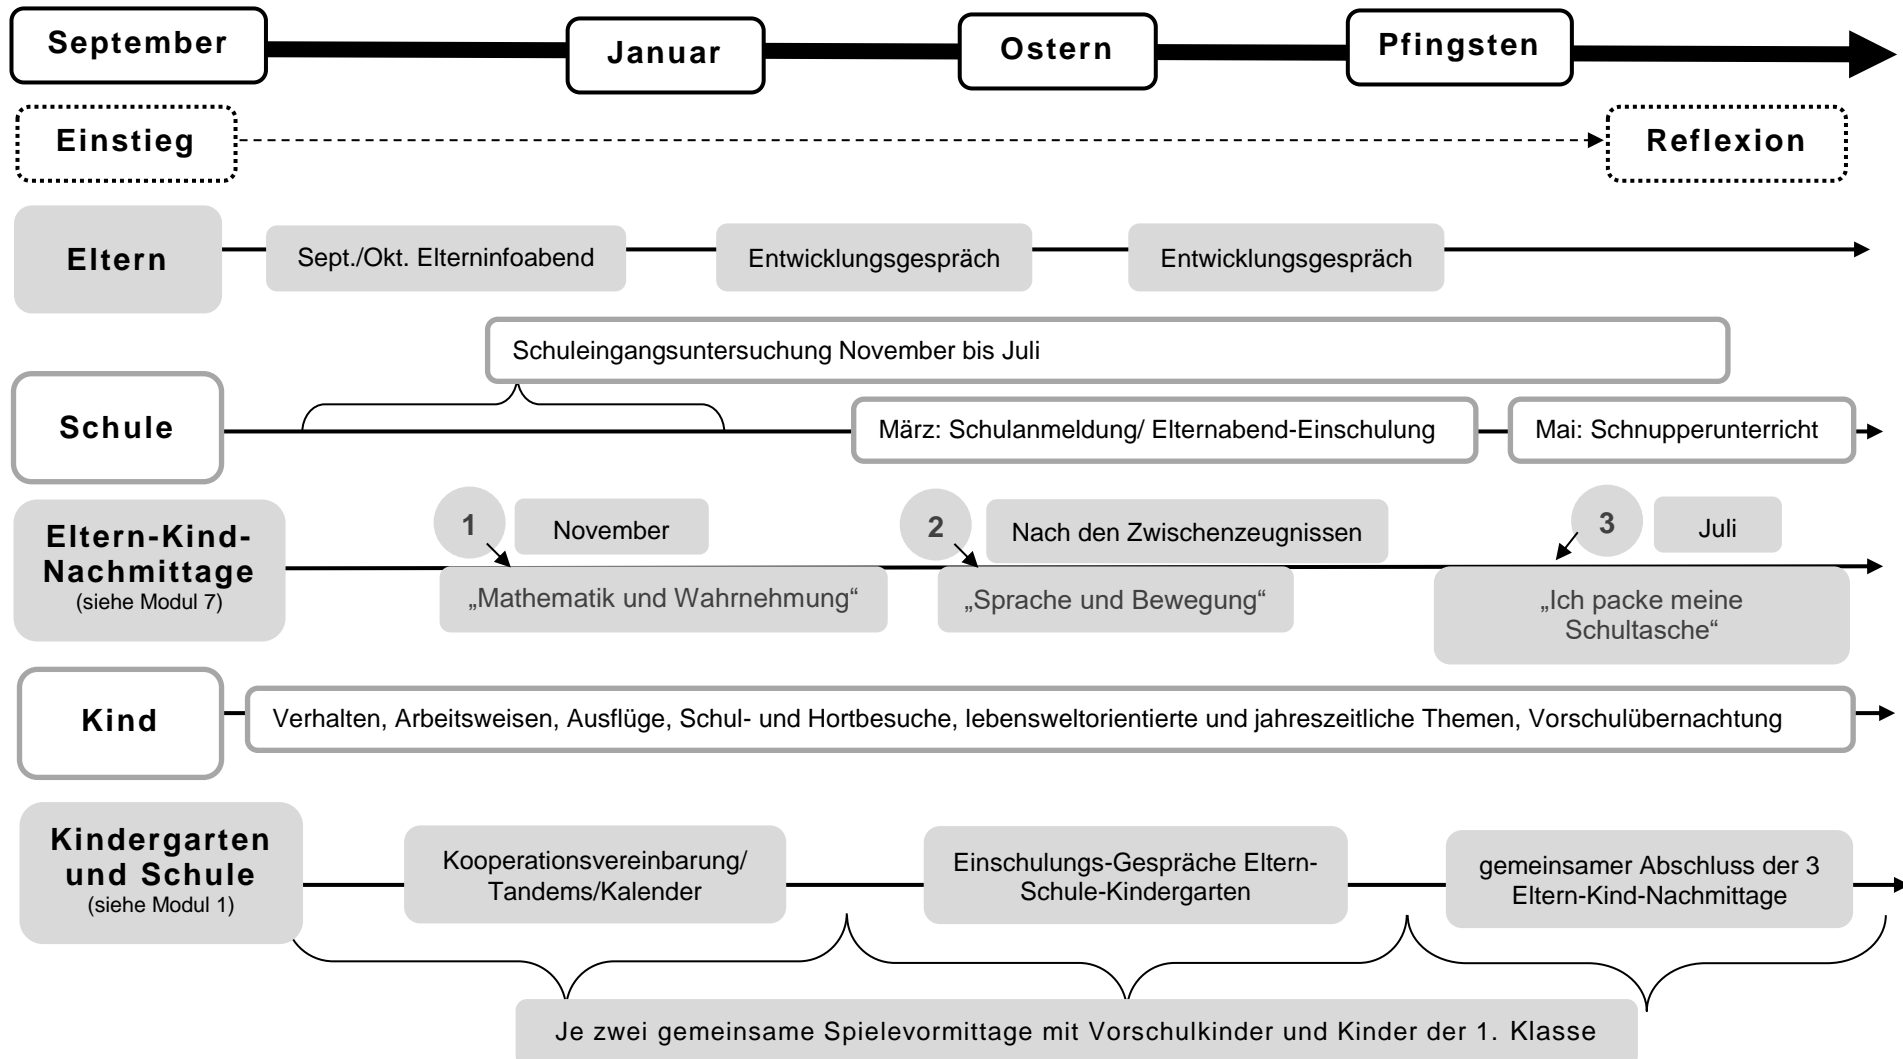 September
Januar
Ostern
Pfingsten
Einstieg
Reflexion
Eltern
Sept./Okt. Elterninfoabend
Entwicklungsgespräch
Entwicklungsgespräch
Schuleingangsuntersuchung November bis Juli
Schule
März: Schulanmeldung/ Elternabend-Einschulung
Mai: Schnupperunterricht
Eltern-Kind-
Nachmittage
(siehe Modul 7)
1
November
2
Nach den Zwischenzeugnissen
3
Juli
„Mathematik und Wahrnehmung“
„Sprache und Bewegung“
„Ich packe meine
Schultasche“
Kind
Verhalten, Arbeitsweisen, Ausflüge, Schul- und Hortbesuche, lebensweltorientierte und jahreszeitliche Themen, Vorschulübernachtung
Kindergarten
und Schule
(siehe Modul 1)
Kooperationsvereinbarung/
Tandems/Kalender
Einschulungs-Gespräche Eltern-
Schule-Kindergarten
gemeinsamer Abschluss der 3
Eltern-Kind-Nachmittage
Je zwei gemeinsame Spielevormittage mit Vorschulkinder und Kinder der 1. Klasse